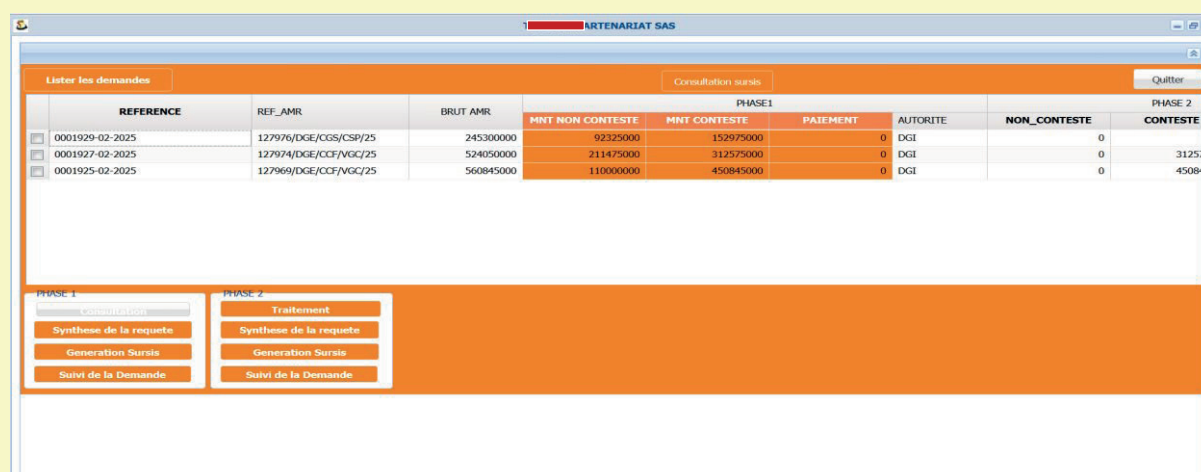 ARTENARIAT SAS
Lister les demandes
Consultation sursis
Quitter
PHASE1
PHASE 2
REFERENCE REF_AMR BRUT AMR MNT NON CONTESTE MNT CONTESTE PAIEMENT AUTORITE NON_CONTESTE CONTESTE
0001929-02-2025 127976/DGE/CGS/CSP/25 245300000 92325000 152975000 0 DGI 0
0001927-02-2025 127974/DGE/CCF/VGC/25 524050000 211475000 312575000 0 DGI 0 31257
0001925-02-2025 127969/DGE/CCF/VGC/25 560845000 110000000 450845000 0 DGI 0 45084
PHASE 1
Consultation
Synthese de la requete
Generation Sursis
Suivi de la Demande
PHASE 2
Traitement
Synthese de la requete
Generation Sursis
Suivi de la Demande